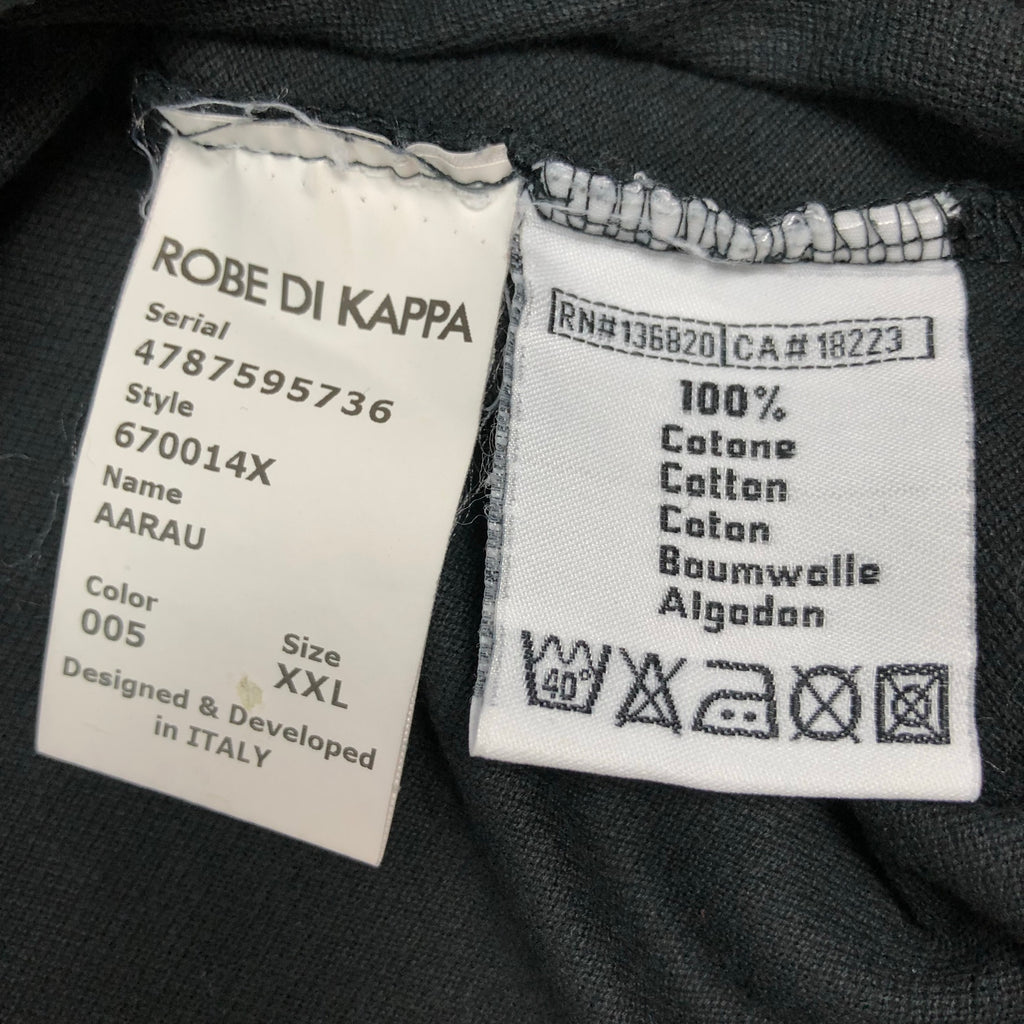 ROBE DI KAPPA
Serial
4787595736
Style
670014X
Name
AARAU
Color
005
Size
XXL
Designed & Developed
in ITALY
RN#136820 CA#18223
100%
Cotone
Cotton
Coton
Baumwolle
Algodon
40°